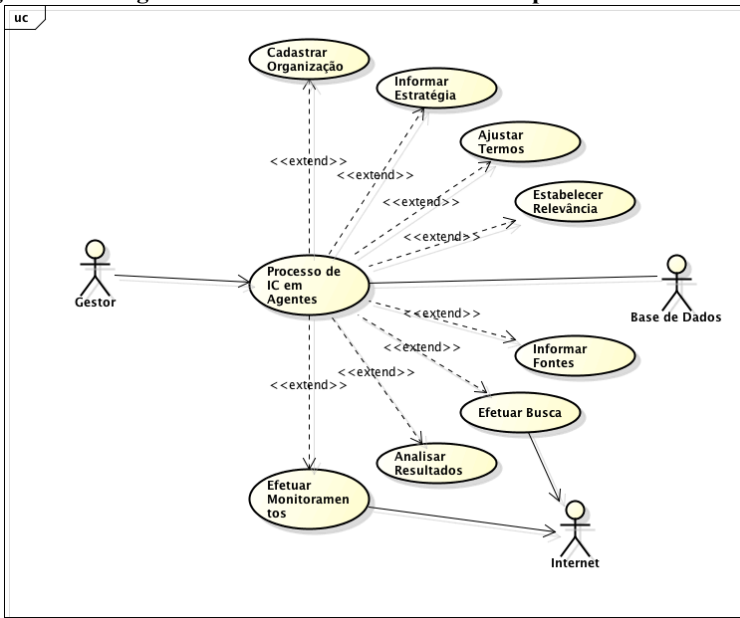 uc
Cadastrar
Organização
Informar
Estratégia
Ajustar
Termos
<<extend>>
<<extend>>
<<extend>>
Estabelecer
Relevância
<<extend>>
Processo de
IC em
Agentes
Gestor
Base de Dados
<<extend>>
<<extend>>
Informar
Fontes
<<extend>>
<<extend>>
Efetuar Busca
Analisar
Resultados
Efetuar
Monitoramen
tos
Internet